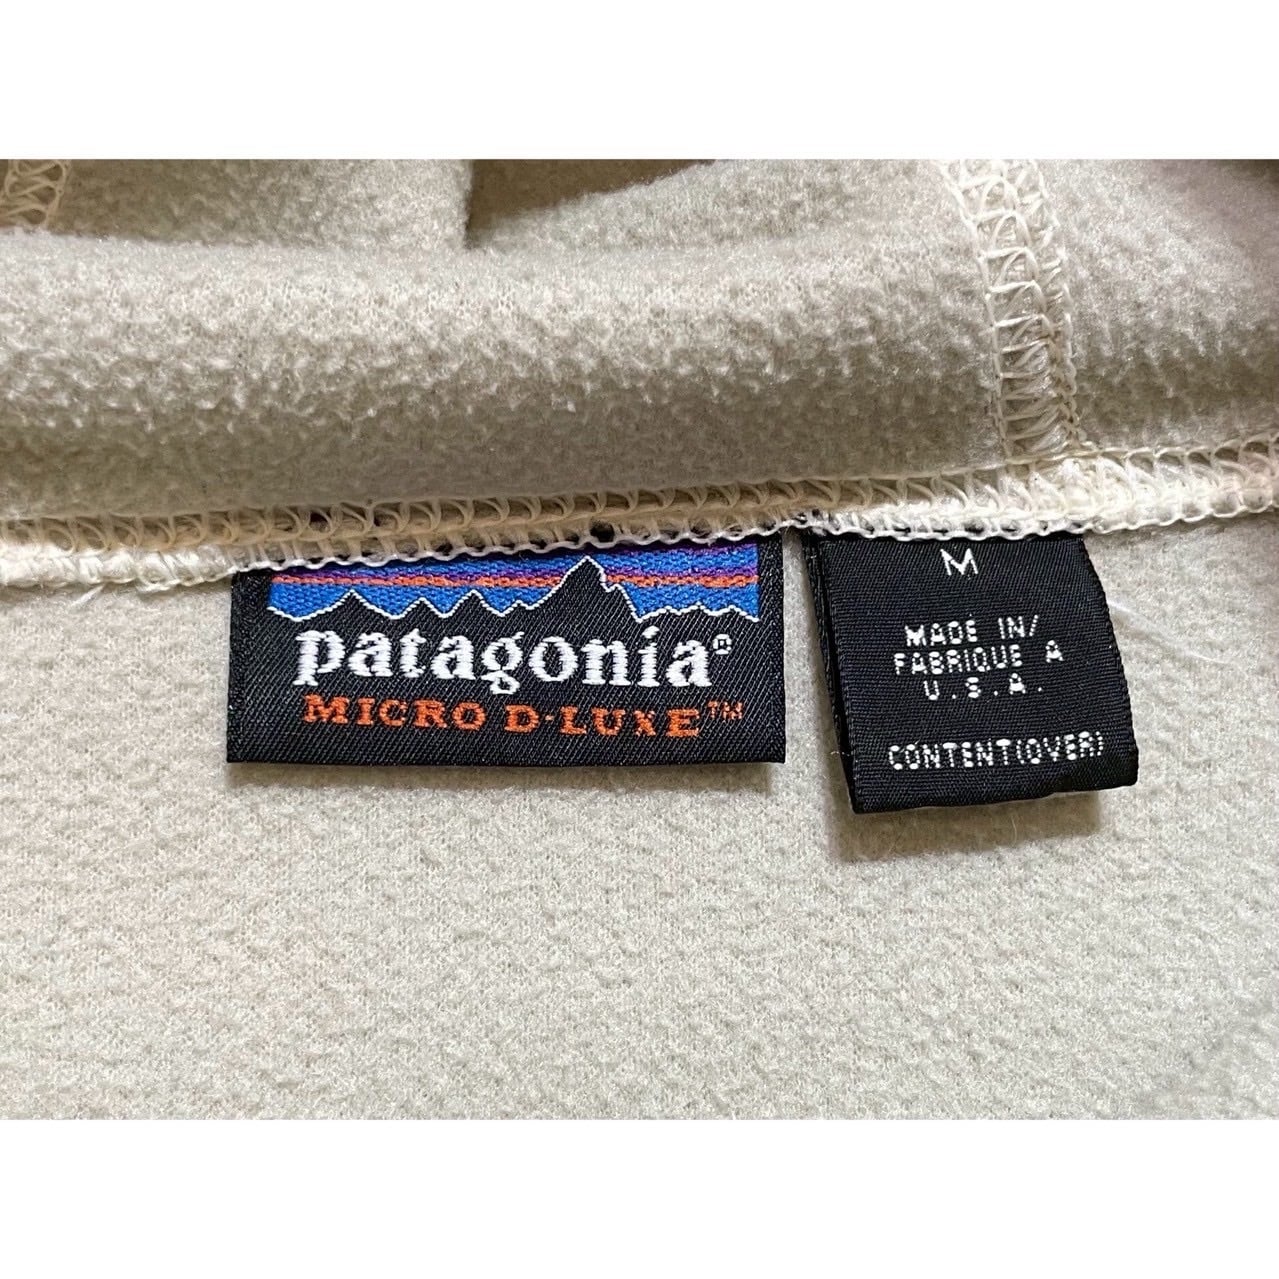 patagonia®
MICRO D-LUXE™
M
MADE IN/
FABRIQUE A
U.S.A.
CONTENT(OVER)